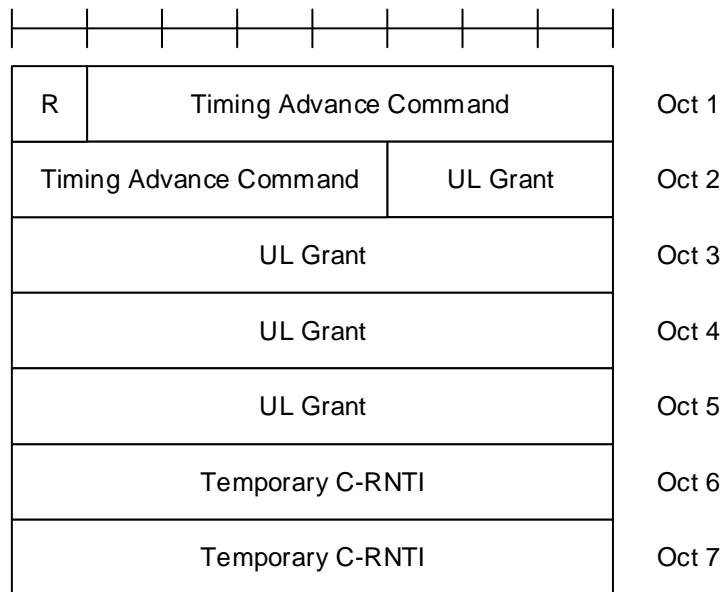 R Timing Advance Command Oct 1
Timing Advance Command UL Grant Oct 2
UL Grant Oct 3
UL Grant Oct 4
UL Grant Oct 5
Temporary C-RNTI Oct 6
Temporary C-RNTI Oct 7